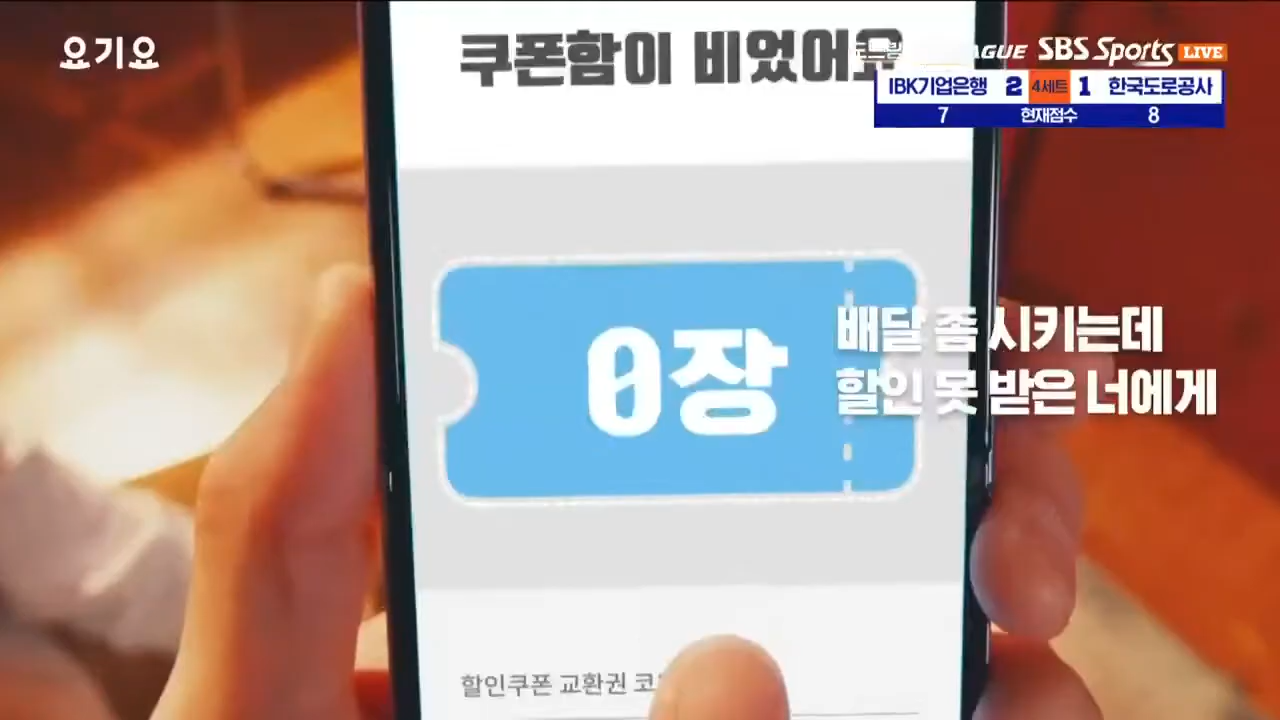 요기요
쿠폰함이 비었어요
SBS Sports LIVE
IBK기업은행 2 4세트 1 한국도로공사
7 현재점수 8
0장
배달 좀 시키는데
할인 못 받은 너에게
할인쿠폰 교환권